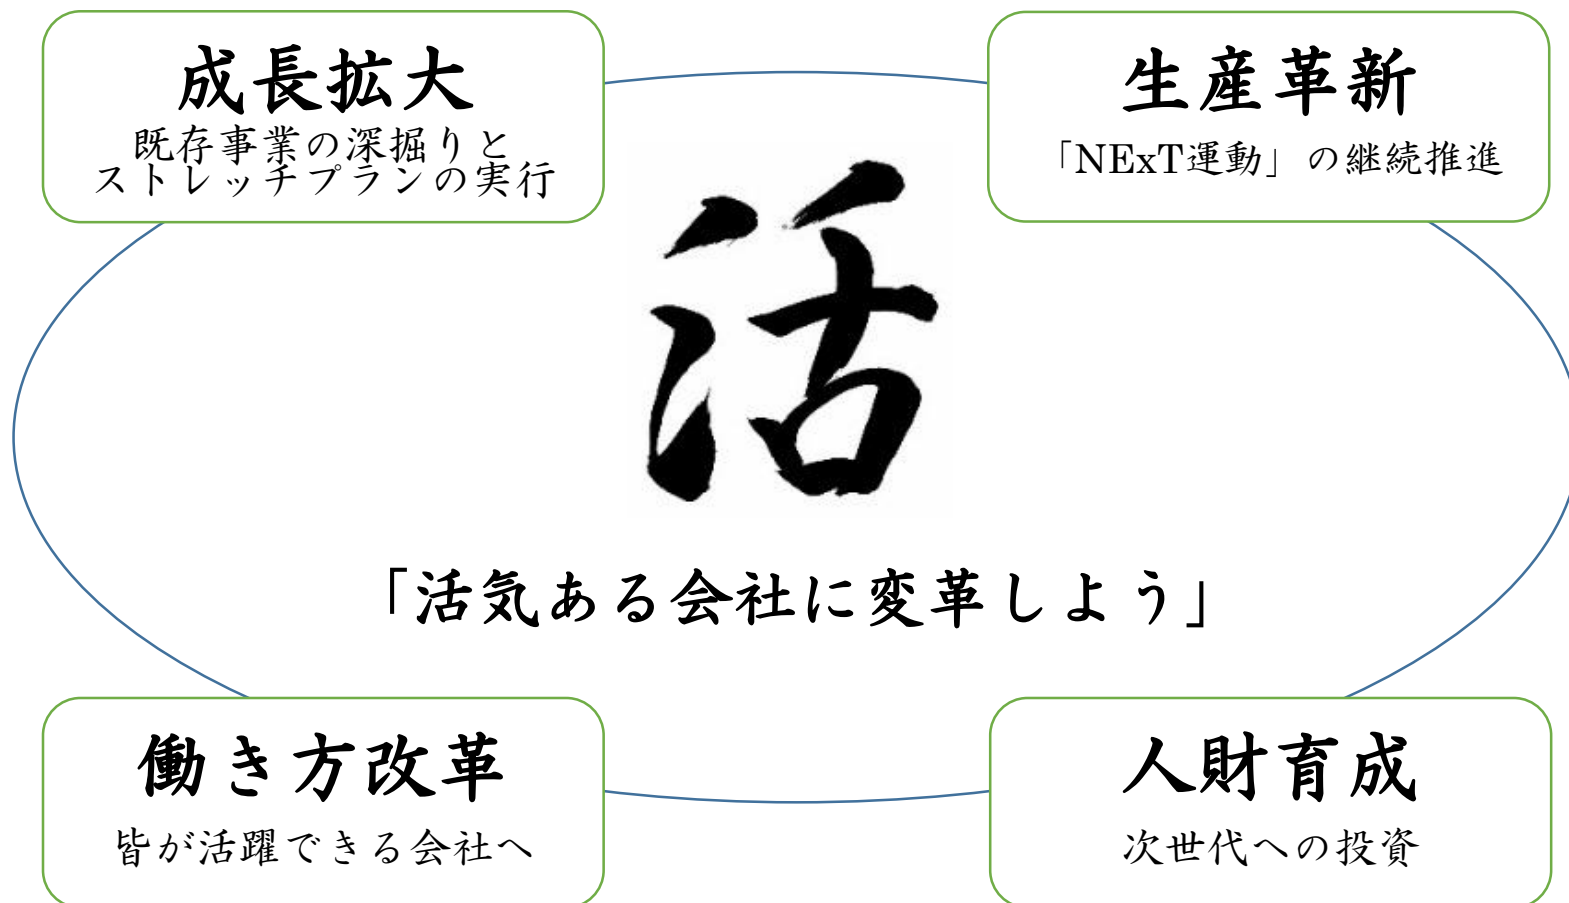 成長拡大
既存事業の深掘りと
ストレッチプランの実行
生産革新
「NExT運動」の継続推進
活
「活気ある会社に変革しよう」
働き方改革
皆が活躍できる会社へ
人財育成
次世代への投資